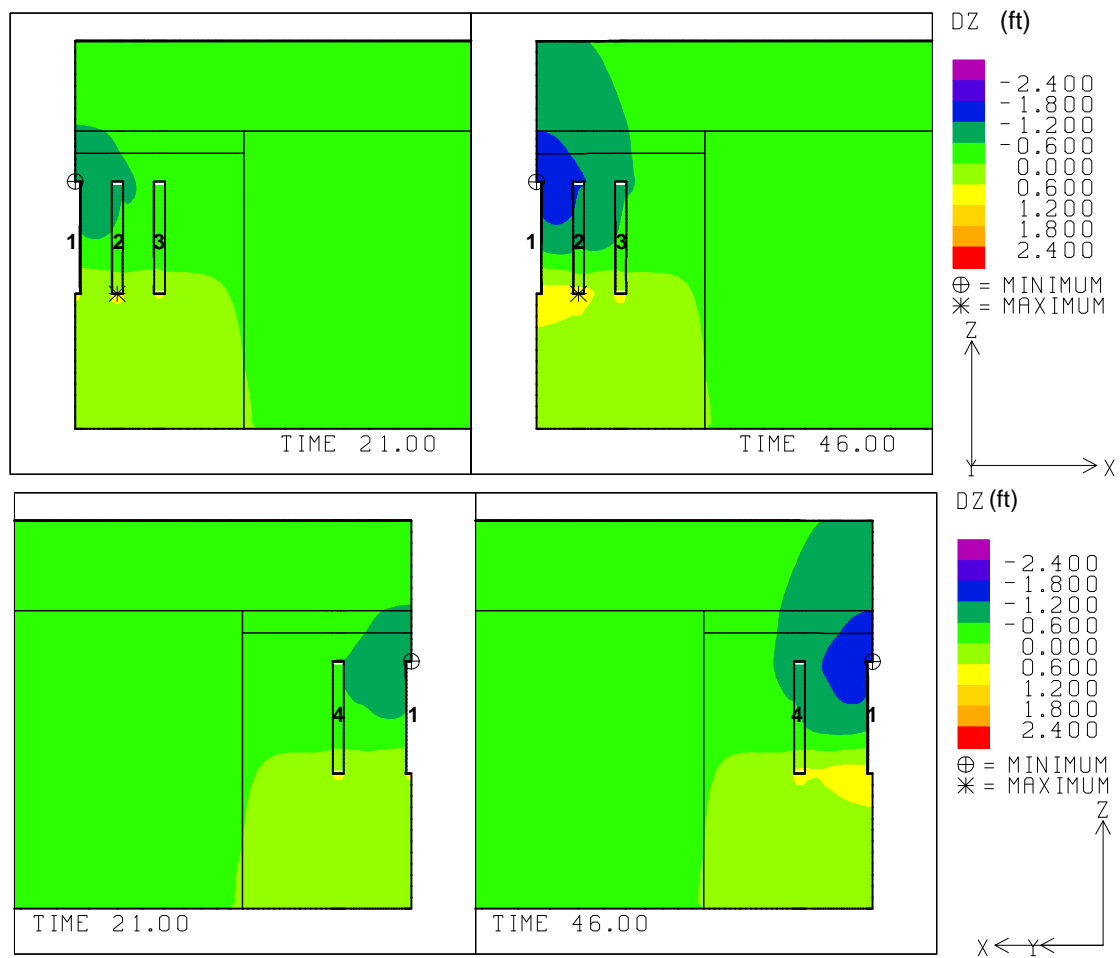 DZ (ft)
-2.400
-1.800
-1.200
-0.600
0.000
0.600
1.200
1.800
2.400
⊕ = MINIMUM
✳ = MAXIMUM
Z
Y
X
1
2
3
TIME 21.00
1
2
3
TIME 46.00
DZ (ft)
-2.400
-1.800
-1.200
-0.600
0.000
0.600
1.200
1.800
2.400
⊕ = MINIMUM
✳ = MAXIMUM
Z
X
Y
4
1
TIME 21.00
4
1
TIME 46.00